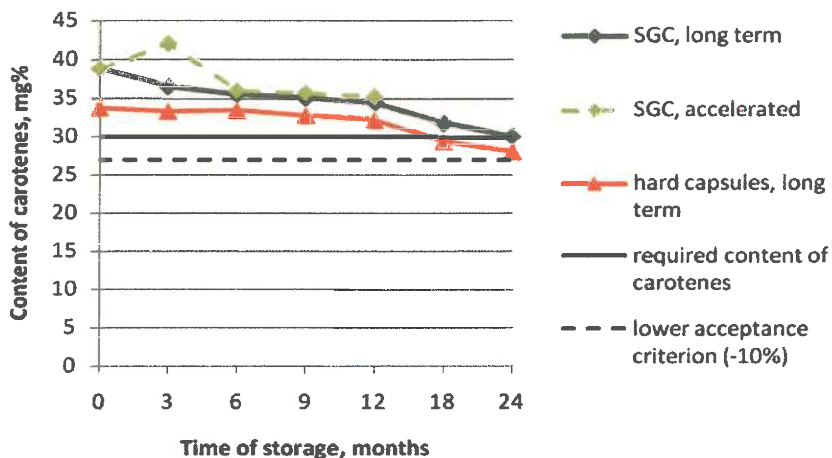 Content of carotenes, mg%
45
40
35
30
25
20
15
10
5
0
0 3 6 9 12 18 24
Time of storage, months
SGC, long term
SGC, accelerated
hard capsules, long
term
required content of
carotenes
lower acceptance
criterion (-10%)